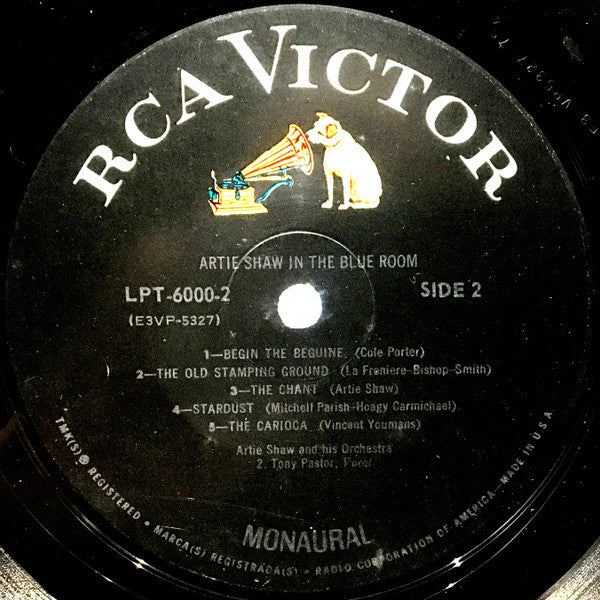 RCA VICTOR
ARTIE SHAW IN THE BLUE ROOM
LPT-6000-2
SIDE 2
(E3VP-5327)
1—BEGIN THE BEGUINE, (Cole Porter)
2—THE OLD STAMPING GROUND (La Freniere-Bishop-Smith)
3—THE CHANT (Artie Shaw)
4—STARDUST (Mitchell Parish-Hoagy Carmichael)
5—THE CARIOCA (Vincent Youmans)
Artie Shaw and his Orchestra
2. Tony Pastor, Vocal
MONAURAL
TMK(S) ® REGISTERED • MARCA(S) REGISTRADA(S) • RADIO CORPORATION OF AMERICA-MADE IN U.S.A